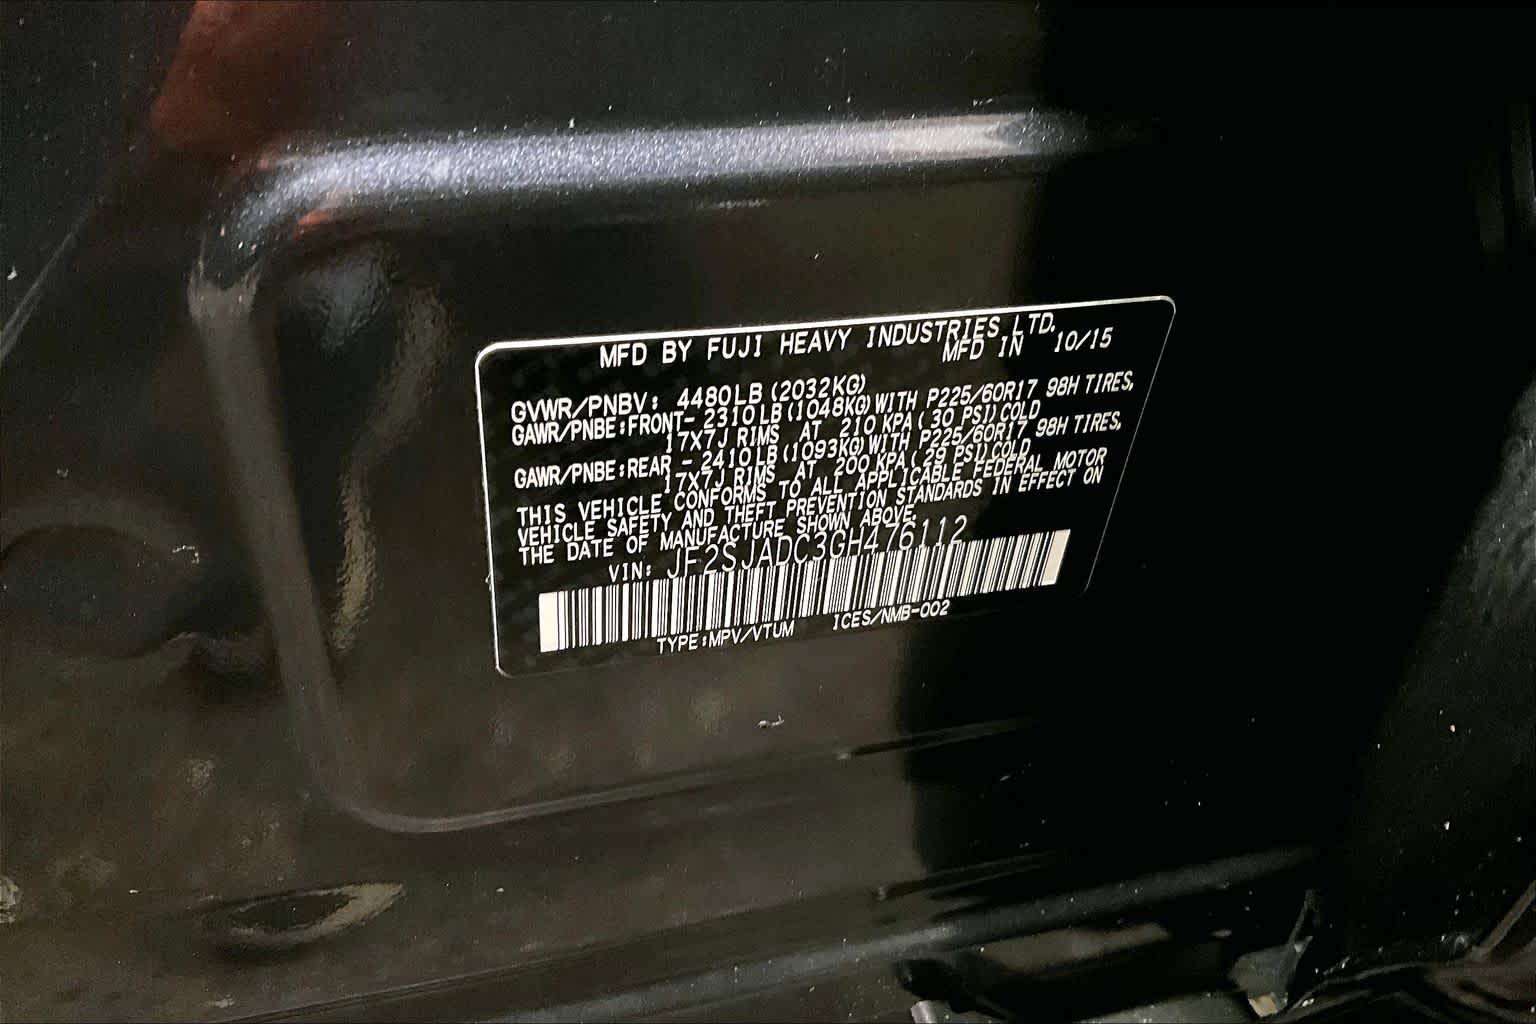 MFD BY FUJI HEAVY INDUSTRIES LTD.
MFD IN 10/15
GVWR/PNBV: 4480LB (2032KG)
GAWR/PNBE:FRONT- 2310LB (1048KG) WITH P225/60R17 98H TIRES,
17X7J RIMS AT 210 KPA ( 30 PSI) COLD
GAWR/PNBE:REAR - 2410LB (1093KG) WITH P225/60R17 98H TIRES,
17X7J RIMS AT 200 KPA ( 29 PSI) COLD
THIS VEHICLE CONFORMS TO ALL APPLICABLE FEDERAL MOTOR
VEHICLE SAFETY AND THEFT PREVENTION STANDARDS IN EFFECT ON
THE DATE OF MANUFACTURE SHOWN ABOVE.
VIN: JF2SJADC3GH476112
TYPE:MPV/VTUM ICES/NMB-002